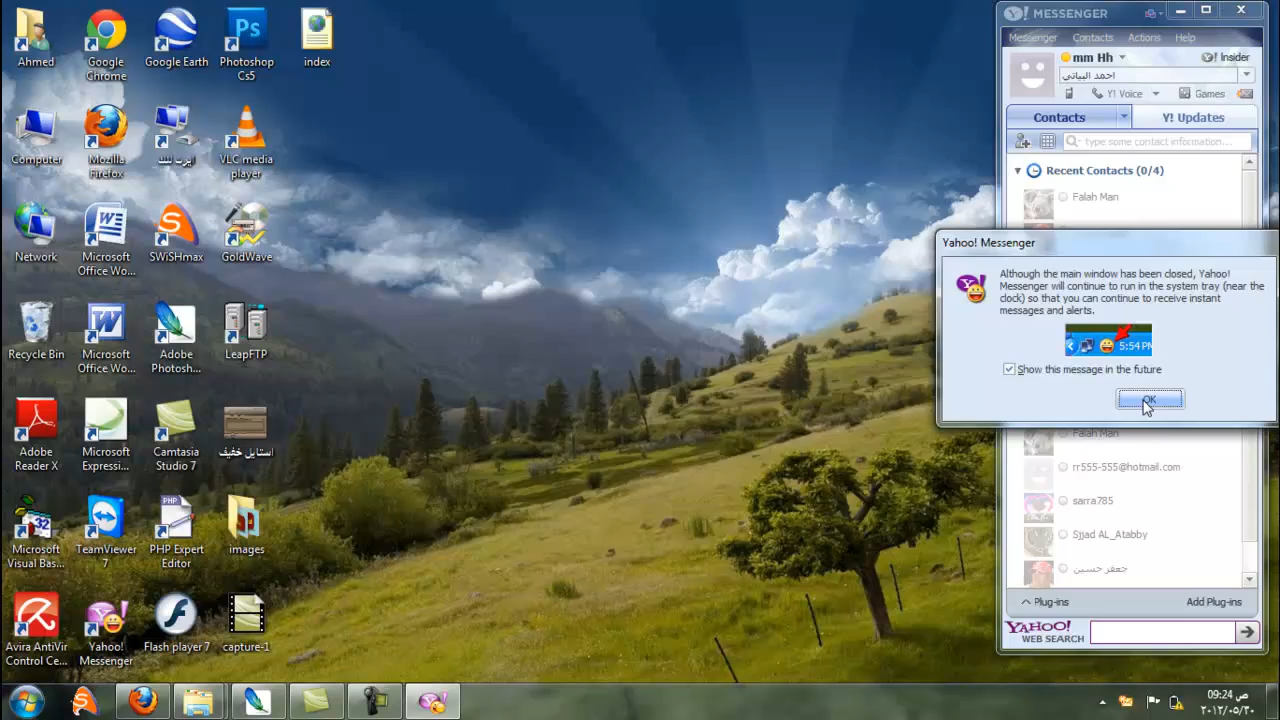 Ahmed
Google
Chrome
Google Earth
Photoshop
Cs5
index
Computer
Mozilla
Firefox
ايرث لنك
VLC media
player
Network
Microsoft
Office Wo...
SWiSHmax
GoldWave
Recycle Bin
Microsoft
Office Wo...
Adobe
Photosh...
LeapFTP
Adobe
Reader X
Microsoft
Expressi...
Camtasia
Studio 7
استايل خفيف
Microsoft
Visual Bas...
TeamViewer
7
PHP Expert
Editor
images
Avira AntiVir
Control Ce...
Yahoo!
Messenger
Flash player 7
capture-1
Y! MESSENGER
Messenger Contacts Actions Help
mm Hh
Y! Insider
احمد البياتي
Y! Voice
Games
Contacts
Y! Updates
type some contact information...
Recent Contacts (0/4)
Falah Man
Yahoo! Messenger
Although the main window has been closed, Yahoo!
Messenger will continue to run in the system tray (near the
clock) so that you can continue to receive instant
messages and alerts.
5:54 PM
Show this message in the future
OK
Falah Man
rr555-555@hotmail.com
sarra785
Sjjad AL_Atabby
جعفر حسين
Plug-ins
Add Plug-ins
YAHOO!
WEB SEARCH
09:24 ص
٢٠١٢/٠٥/٣٠